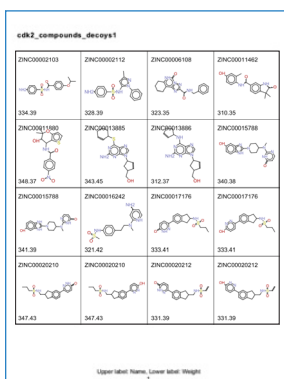 cdk2_compounds_decoys1
ZINC00002103 ZINC00002112 ZINC00006108 ZINC00011462
334.39 328.39 323.35 310.35
ZINC00011880 ZINC00013885 ZINC00013886 ZINC00015788
348.37 343.45 312.37 340.38
ZINC00015788 ZINC00016242 ZINC00017176 ZINC00017176
341.39 321.42 333.41 333.41
ZINC00020210 ZINC00020210 ZINC00020212 ZINC00020212
347.43 347.43 331.39 331.39
Upper label: Name, Lower label: Weight